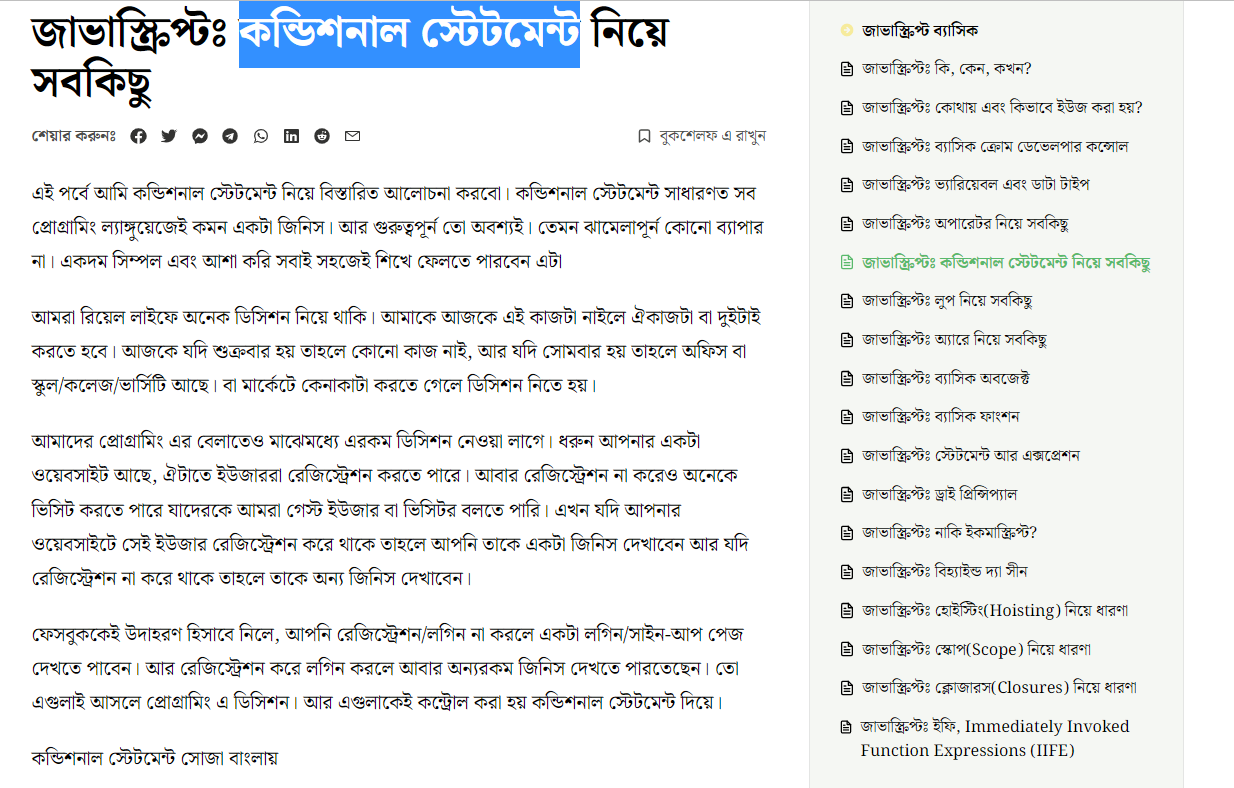 জাভাস্ক্রিপ্টঃ কন্ডিশনাল স্টেটমেন্ট নিয়ে
সবকিছু
শেয়ার করুনঃ
বুকশেলফ এ রাখুন
এই পর্বে আমি কন্ডিশনাল স্টেটমেন্ট নিয়ে বিস্তারিত আলোচনা করবো। কন্ডিশনাল স্টেটমেন্ট সাধারণত সব
প্রোগ্রামিং ল্যাঙ্গুয়েজেই কমন একটা জিনিস। আর গুরুত্বপূর্ন তো অবশ্যই। তেমন ঝামেলাপূর্ন কোনো ব্যাপার
না। একদম সিম্পল এবং আশা করি সবাই সহজেই শিখে ফেলতে পারবেন এটা
আমরা রিয়েল লাইফে অনেক ডিসিশন নিয়ে থাকি। আমাকে আজকে এই কাজটা নাইলে ঐকাজটা বা দুইটাই
করতে হবে। আজকে যদি শুক্রবার হয় তাহলে কোনো কাজ নাই, আর যদি সোমবার হয় তাহলে অফিস বা
স্কুল/কলেজ/ভার্সিটি আছে। বা মার্কেটে কেনাকাটা করতে গেলে ডিসিশন নিতে হয়।
আমাদের প্রোগ্রামিং এর বেলাতেও মাঝেমধ্যে এরকম ডিসিশন নেওয়া লাগে। ধরুন আপনার একটা
ওয়েবসাইট আছে, ঐটাতে ইউজাররা রেজিস্ট্রেশন করতে পারে। আবার রেজিস্ট্রেশন না করেও অনেকে
ভিসিট করতে পারে যাদেরকে আমরা গেস্ট ইউজার বা ভিসিটর বলতে পারি। এখন যদি আপনার
ওয়েবসাইটে সেই ইউজার রেজিস্ট্রেশন করে থাকে তাহলে আপনি তাকে একটা জিনিস দেখাবেন আর যদি
রেজিস্ট্রেশন না করে থাকে তাহলে তাকে অন্য জিনিস দেখাবেন।
ফেসবুককেই উদাহরণ হিসাবে নিলে, আপনি রেজিস্ট্রেশন/লগিন না করলে একটা লগিন/সাইন-আপ পেজ
দেখতে পাবেন। আর রেজিস্ট্রেশন করে লগিন করলে আবার অন্যরকম জিনিস দেখতে পারতেছেন। তো
এগুলাই আসলে প্রোগ্রামিং এ ডিসিশন। আর এগুলাকেই কন্ট্রোল করা হয় কন্ডিশনাল স্টেটমেন্ট দিয়ে।
কন্ডিশনাল স্টেটমেন্ট সোজা বাংলায়
জাভাস্ক্রিপ্ট ব্যাসিক
জাভাস্ক্রিপ্টঃ কি, কেন, কখন?
জাভাস্ক্রিপ্টঃ কোথায় এবং কিভাবে ইউজ করা হয়?
জাভাস্ক্রিপ্টঃ ব্যাসিক ক্রোম ডেভেলপার কন্সোল
জাভাস্ক্রিপ্টঃ ভ্যারিয়েবল এবং ডাটা টাইপ
জাভাস্ক্রিপ্টঃ অপারেটর নিয়ে সবকিছু
জাভাস্ক্রিপ্টঃ কন্ডিশনাল স্টেটমেন্ট নিয়ে সবকিছু
জাভাস্ক্রিপ্টঃ লুপ নিয়ে সবকিছু
জাভাস্ক্রিপ্টঃ অ্যারে নিয়ে সবকিছু
জাভাস্ক্রিপ্টঃ ব্যাসিক অবজেক্ট
জাভাস্ক্রিপ্টঃ ব্যাসিক ফাংশন
জাভাস্ক্রিপ্টঃ স্টেটমেন্ট আর এক্সপ্রেশন
জাভাস্ক্রিপ্টঃ ড্রাই প্রিন্সিপ্যাল
জাভাস্ক্রিপ্টঃ নাকি ইকমাস্ক্রিপ্ট?
জাভাস্ক্রিপ্টঃ বিহ্যাইন্ড দ্যা সীন
জাভাস্ক্রিপ্টঃ হোইস্টিং(Hoisting) নিয়ে ধারণা
জাভাস্ক্রিপ্টঃ স্কোপ(Scope) নিয়ে ধারণা
জাভাস্ক্রিপ্টঃ ক্লোজারস(Closures) নিয়ে ধারণা
জাভাস্ক্রিপ্টঃ ইফি, Immediately Invoked
Function Expressions (IIFE)